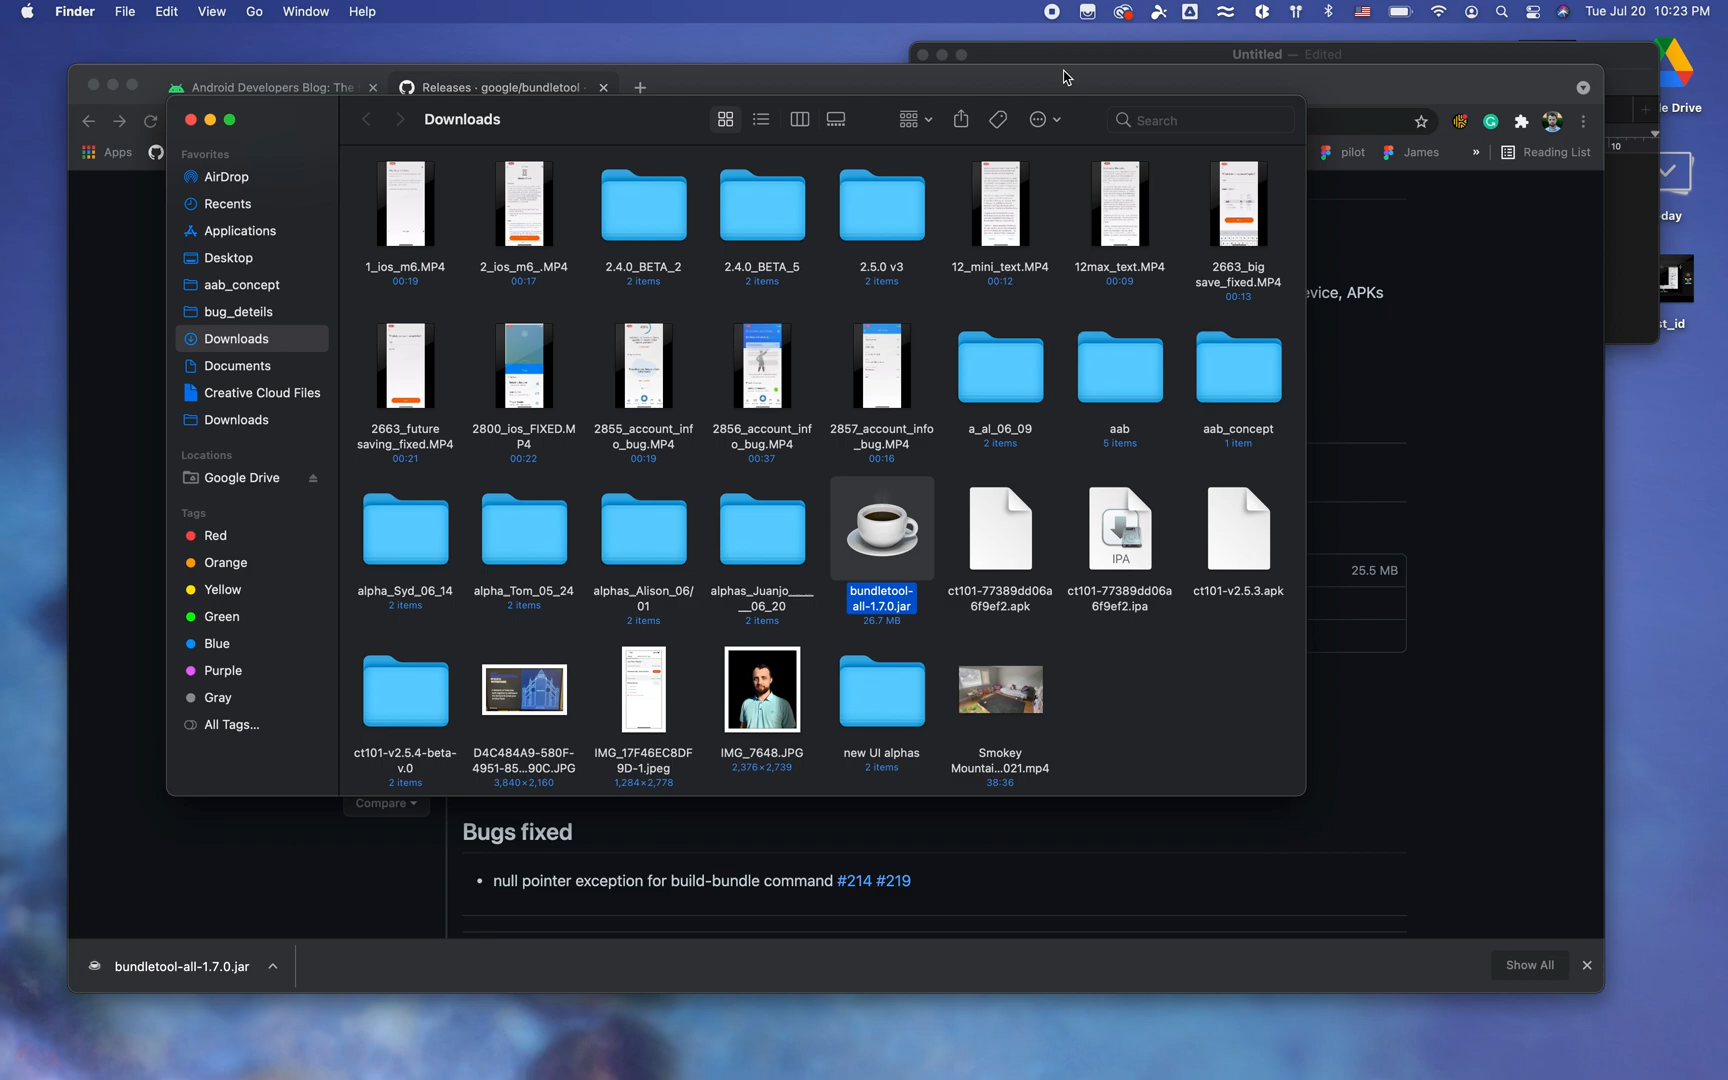 Finder File Edit View Go Window Help
Tue Jul 20 10:23 PM
Untitled — Edited
Android Developers Blog: The
Releases · google/bundletool
Apps
pilot
James
»
Reading List
10
Downloads
Search
Favorites
AirDrop
Recents
Applications
Desktop
aab_concept
bug_deteils
Downloads
Documents
Creative Cloud Files
Downloads
Locations
Google Drive
Tags
Red
Orange
Yellow
Green
Blue
Purple
Gray
All Tags...
1_ios_m6.MP4
00:19
2_ios_m6_.MP4
00:17
2.4.0_BETA_2
2 items
2.4.0_BETA_5
2 items
2.5.0 v3
2 items
12_mini_text.MP4
00:12
12max_text.MP4
00:09
2663_big
save_fixed.MP4
00:13
2663_future
saving_fixed.MP4
00:21
2800_ios_FIXED.M
P4
00:22
2855_account_inf
o_bug.MP4
00:19
2856_account_inf
o_bug.MP4
00:37
2857_account_info
_bug.MP4
00:16
a_al_06_09
2 items
aab
5 items
aab_concept
1 item
alpha_Syd_06_14
2 items
alpha_Tom_05_24
2 items
alphas_Alison_06/
01
2 items
alphas_Juanjo____
__06_20
2 items
bundletool-
all-1.7.0.jar
26.7 MB
ct101-77389dd06a
6f9ef2.apk
IPA
ct101-77389dd06a
6f9ef2.ipa
ct101-v2.5.3.apk
ct101-v2.5.4-beta-
v.0
2 items
D4C484A9-580F-
4951-85...90C.JPG
3,840×2,160
IMG_17F46EC8DF
9D-1.jpeg
1,284×2,778
IMG_7648.JPG
2,376×2,739
new UI alphas
2 items
Smokey
Mountai...021.mp4
38:36
evice, APKs
25.5 MB
Compare
Bugs fixed
• null pointer exception for build-bundle command #214 #219
bundletool-all-1.7.0.jar
Show All
le Drive
day
st_id